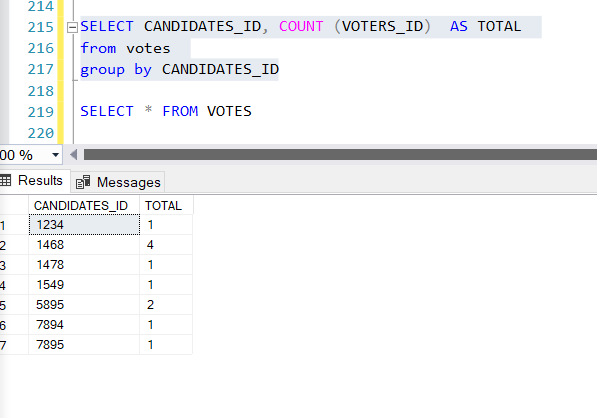 214
215 SELECT CANDIDATES_ID, COUNT (VOTERS_ID) AS TOTAL
216 from votes
217 group by CANDIDATES_ID
218
219 SELECT * FROM VOTES
220
00 %
Results Messages
CANDIDATES_ID TOTAL
1 1234 1
2 1468 4
3 1478 1
4 1549 1
5 5895 2
6 7894 1
7 7895 1